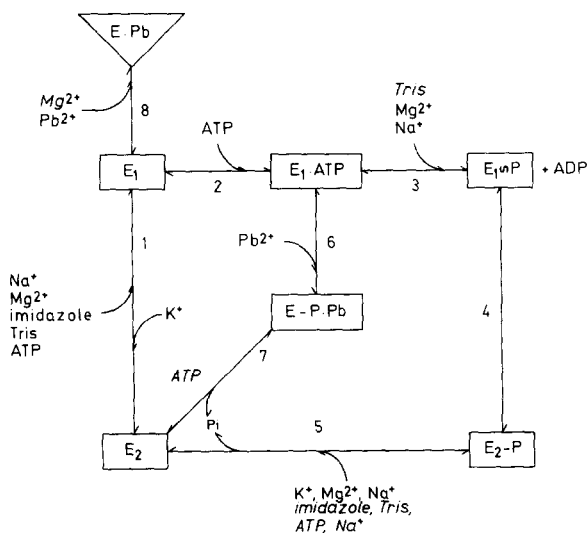 E·Pb
Mg2+
Pb2+
8
ATP
Tris
Mg2+
Na+
E1
2
E1·ATP
3
E1∽P + ADP
1
Pb2+
6
Na+
Mg2+
imidazole
Tris
ATP
K+
E-P·Pb
4
ATP
7
Pi
5
E2
E2-P
K+, Mg2+, Na+
imidazole, Tris,
ATP, Na+